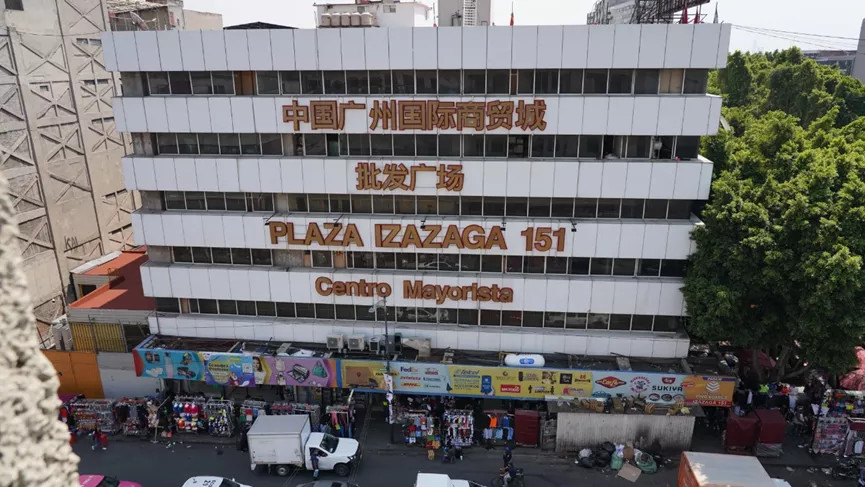 中国广州国际商贸城
批发广场
PLAZA IZAZAGA 151
Centro Mayorista
FedEx
SUKIVA